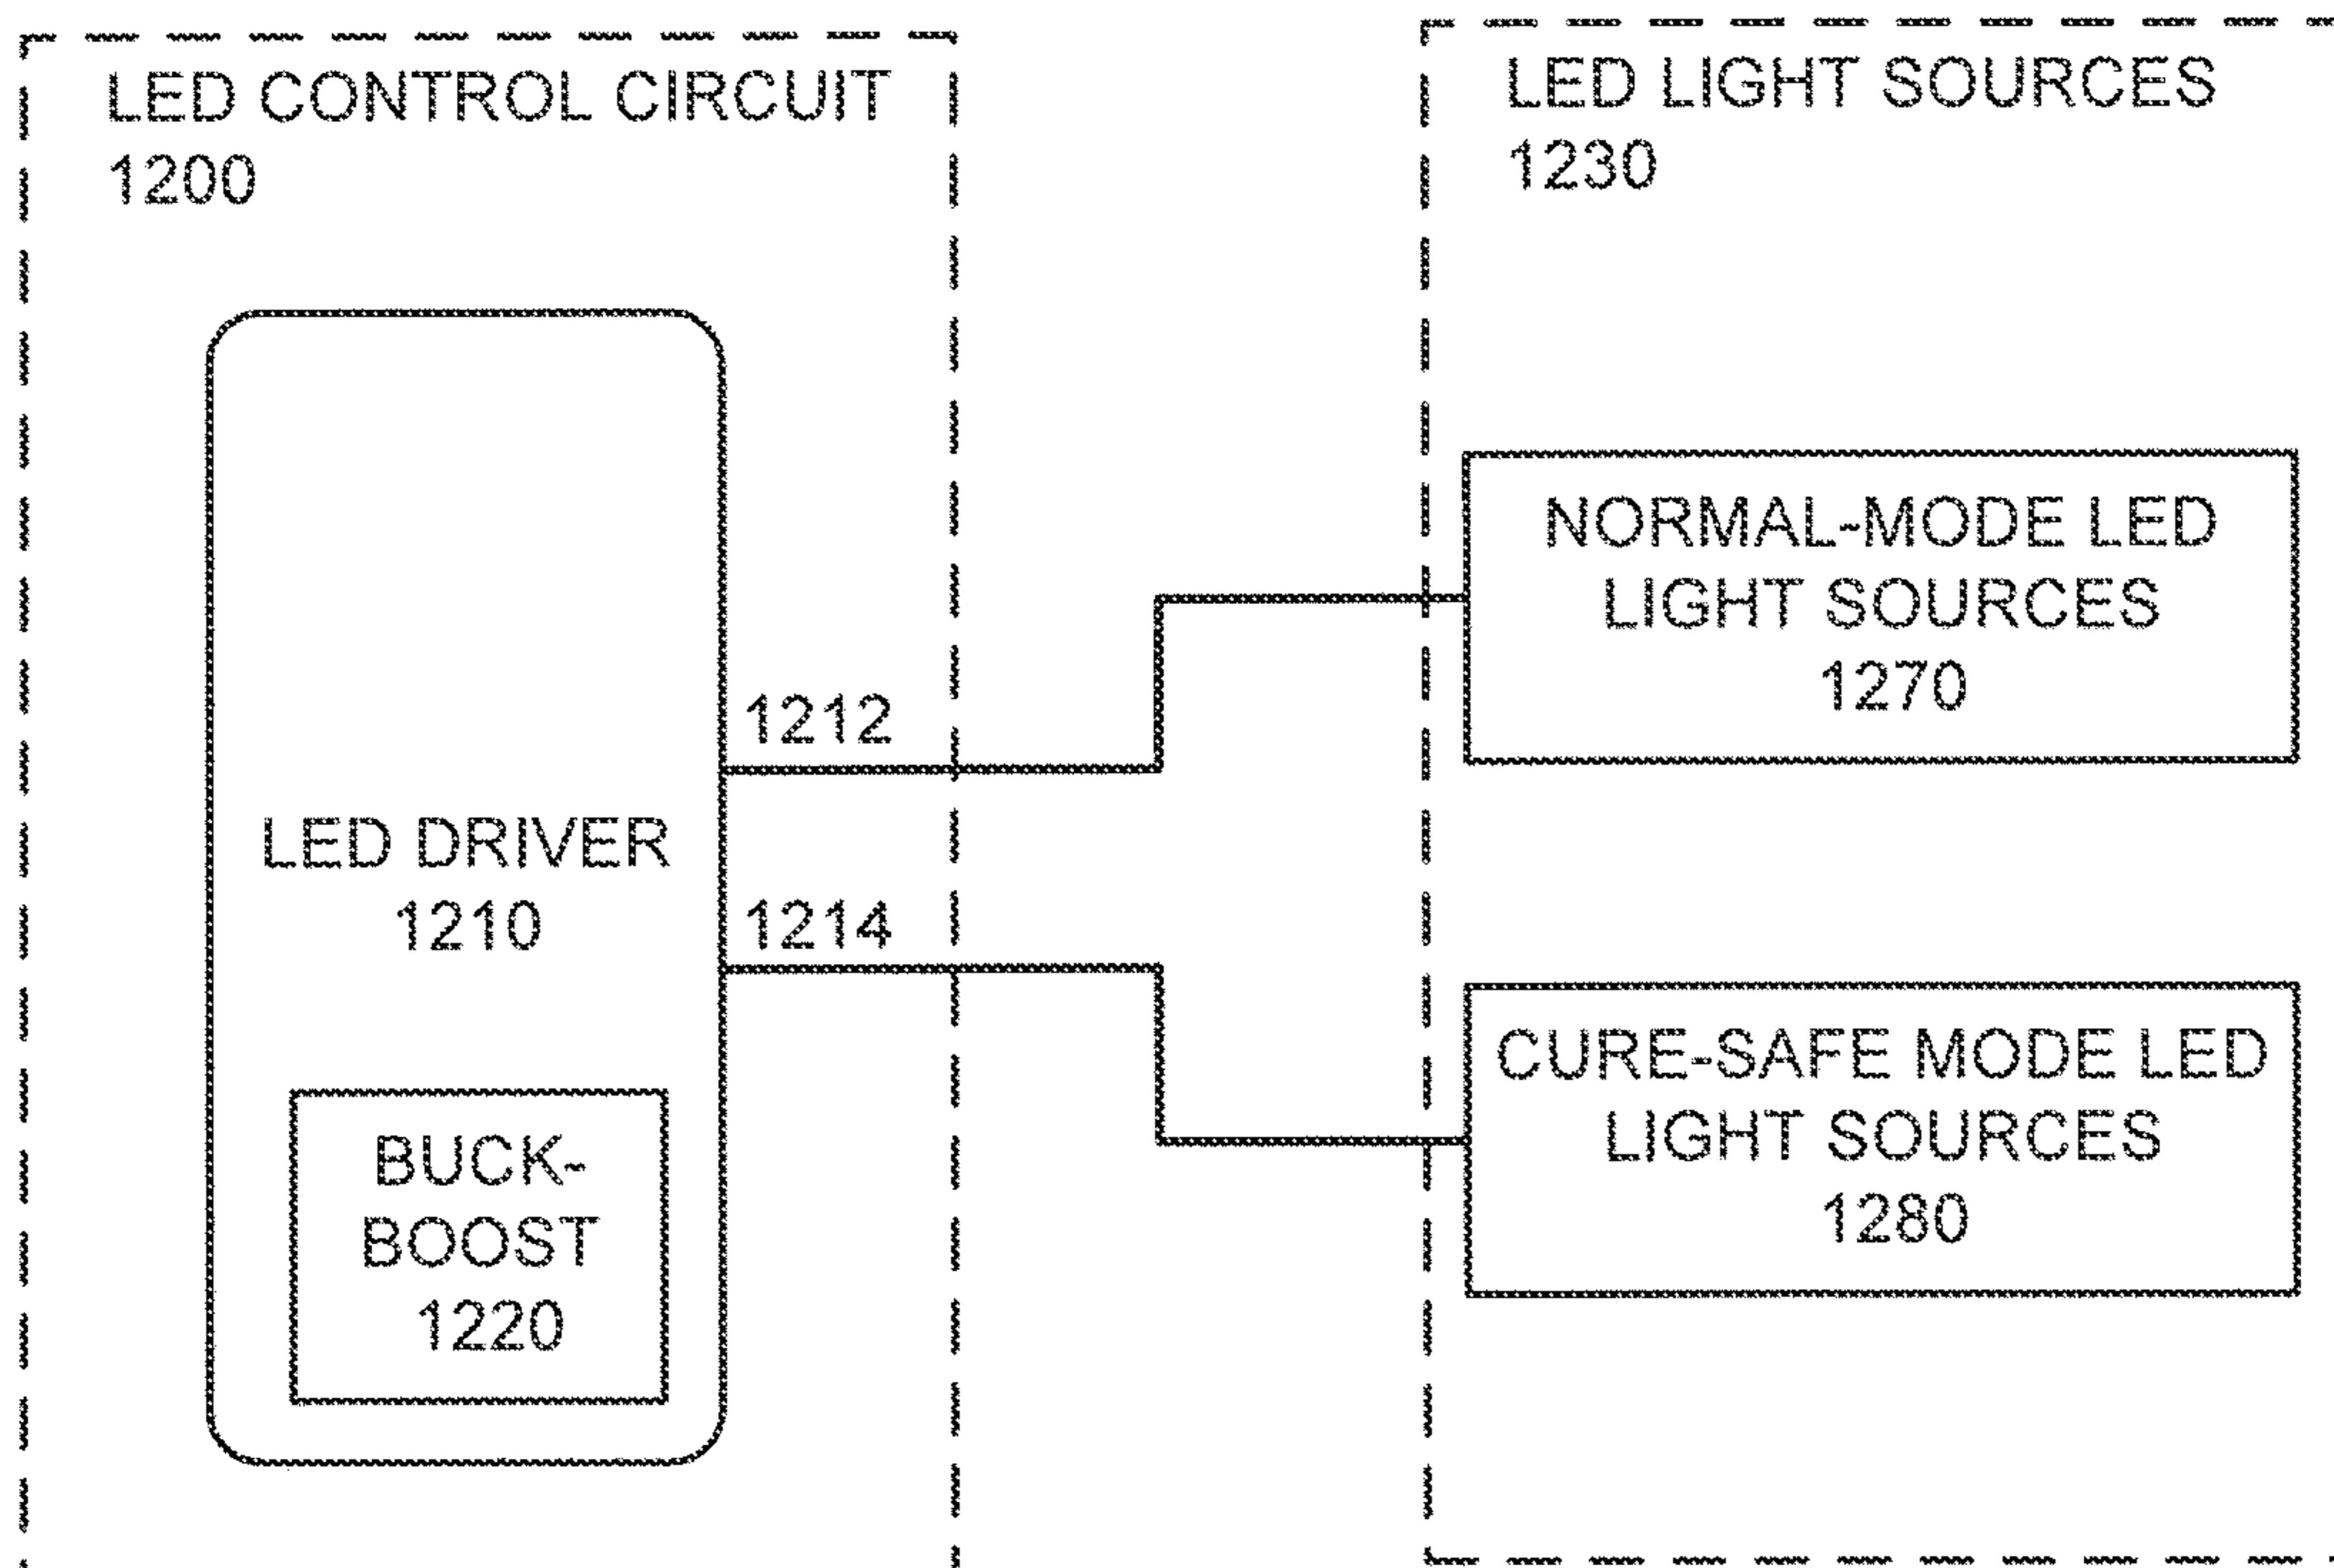 LED CONTROL CIRCUIT
1200
LED DRIVER
1210
BUCK-
BOOST
1220
1212
1214
LED LIGHT SOURCES
1230
NORMAL-MODE LED
LIGHT SOURCES
1270
CURE-SAFE MODE LED
LIGHT SOURCES
1280